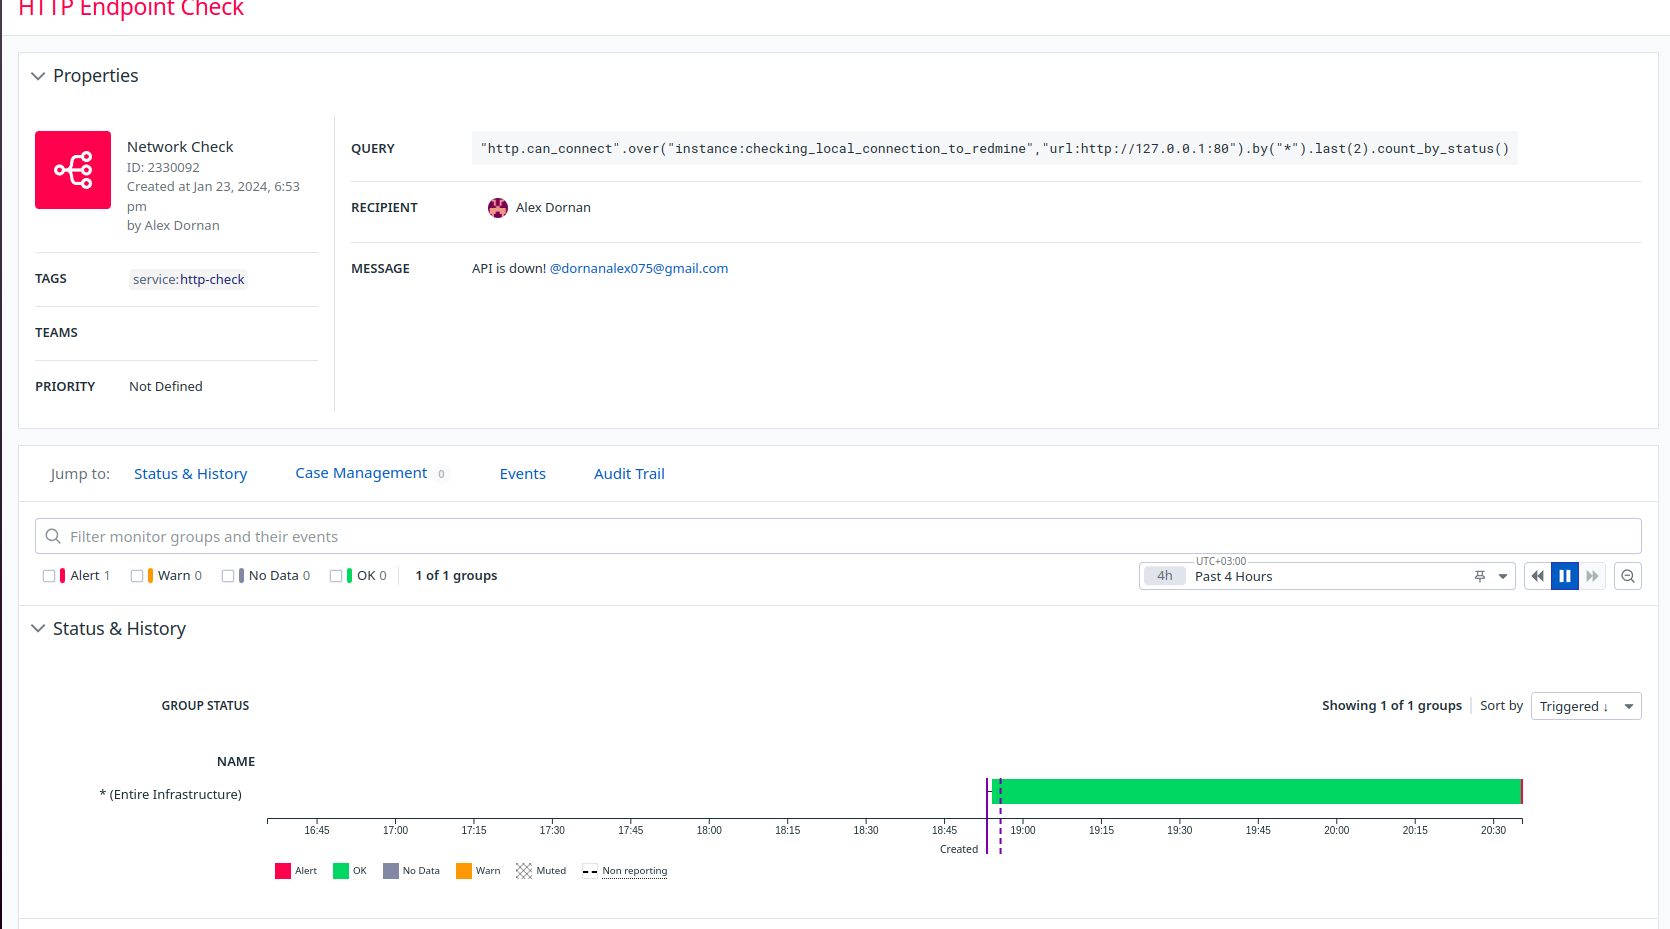 HTTP Endpoint Check
Properties
Network Check
ID: 2330092
Created at Jan 23, 2024, 6:53
pm
by Alex Dornan
TAGS service:http-check
TEAMS
PRIORITY Not Defined
QUERY "http.can_connect".over("instance:checking_local_connection_to_redmine","url:http://127.0.0.1:80").by("*").last(2).count_by_status()
RECIPIENT Alex Dornan
MESSAGE API is down! @dornanalex075@gmail.com
Jump to: Status & History Case Management 0 Events Audit Trail
Filter monitor groups and their events
Alert 1 Warn 0 No Data 0 OK 0 1 of 1 groups
UTC+03:00
4h Past 4 Hours
Status & History
GROUP STATUS Showing 1 of 1 groups Sort by Triggered ↓
NAME
* (Entire Infrastructure)
16:45 17:00 17:15 17:30 17:45 18:00 18:15 18:30 18:45 19:00 19:15 19:30 19:45 20:00 20:15 20:30
Created
Alert OK No Data Warn Muted Non reporting